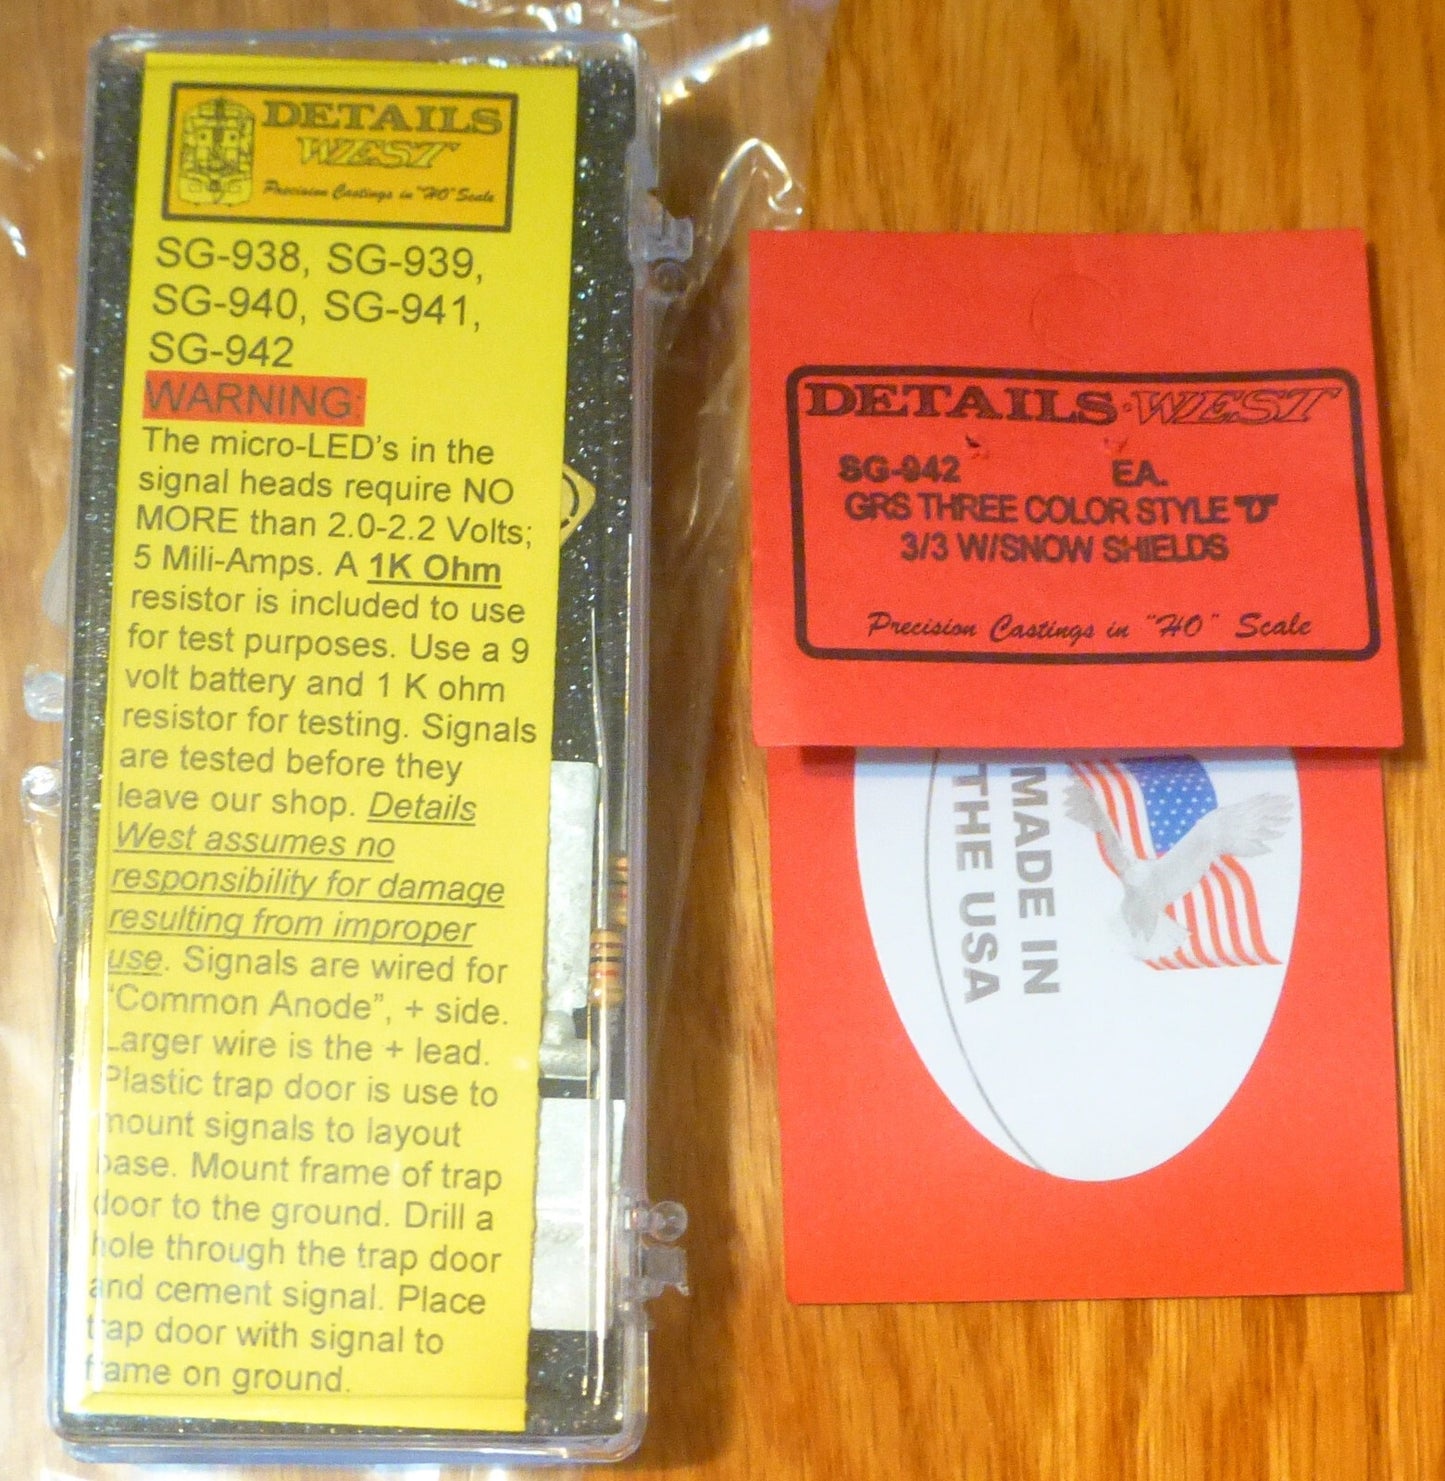 DETAILS
WEST
Precision Castings in "HO" Scale
SG-938, SG-939,
SG-940, SG-941,
SG-942
WARNING:
The micro-LED's in the
signal heads require NO
MORE than 2.0-2.2 Volts;
5 Mili-Amps. A 1K Ohm
resistor is included to use
for test purposes. Use a 9
volt battery and 1 K ohm
resistor for testing. Signals
are tested before they
leave our shop. Details
West assumes no
responsibility for damage
resulting from improper
use. Signals are wired for
"Common Anode", + side.
Larger wire is the + lead.
Plastic trap door is use to
mount signals to layout
base. Mount frame of trap
door to the ground. Drill a
hole through the trap door
and cement signal. Place
trap door with signal to
frame on ground.
DETAILS WEST
SG-942 EA.
GRS THREE COLOR STYLE "D"
3/3 W/SNOW SHIELDS
Precision Castings in "HO" Scale
MADE IN
THE USA